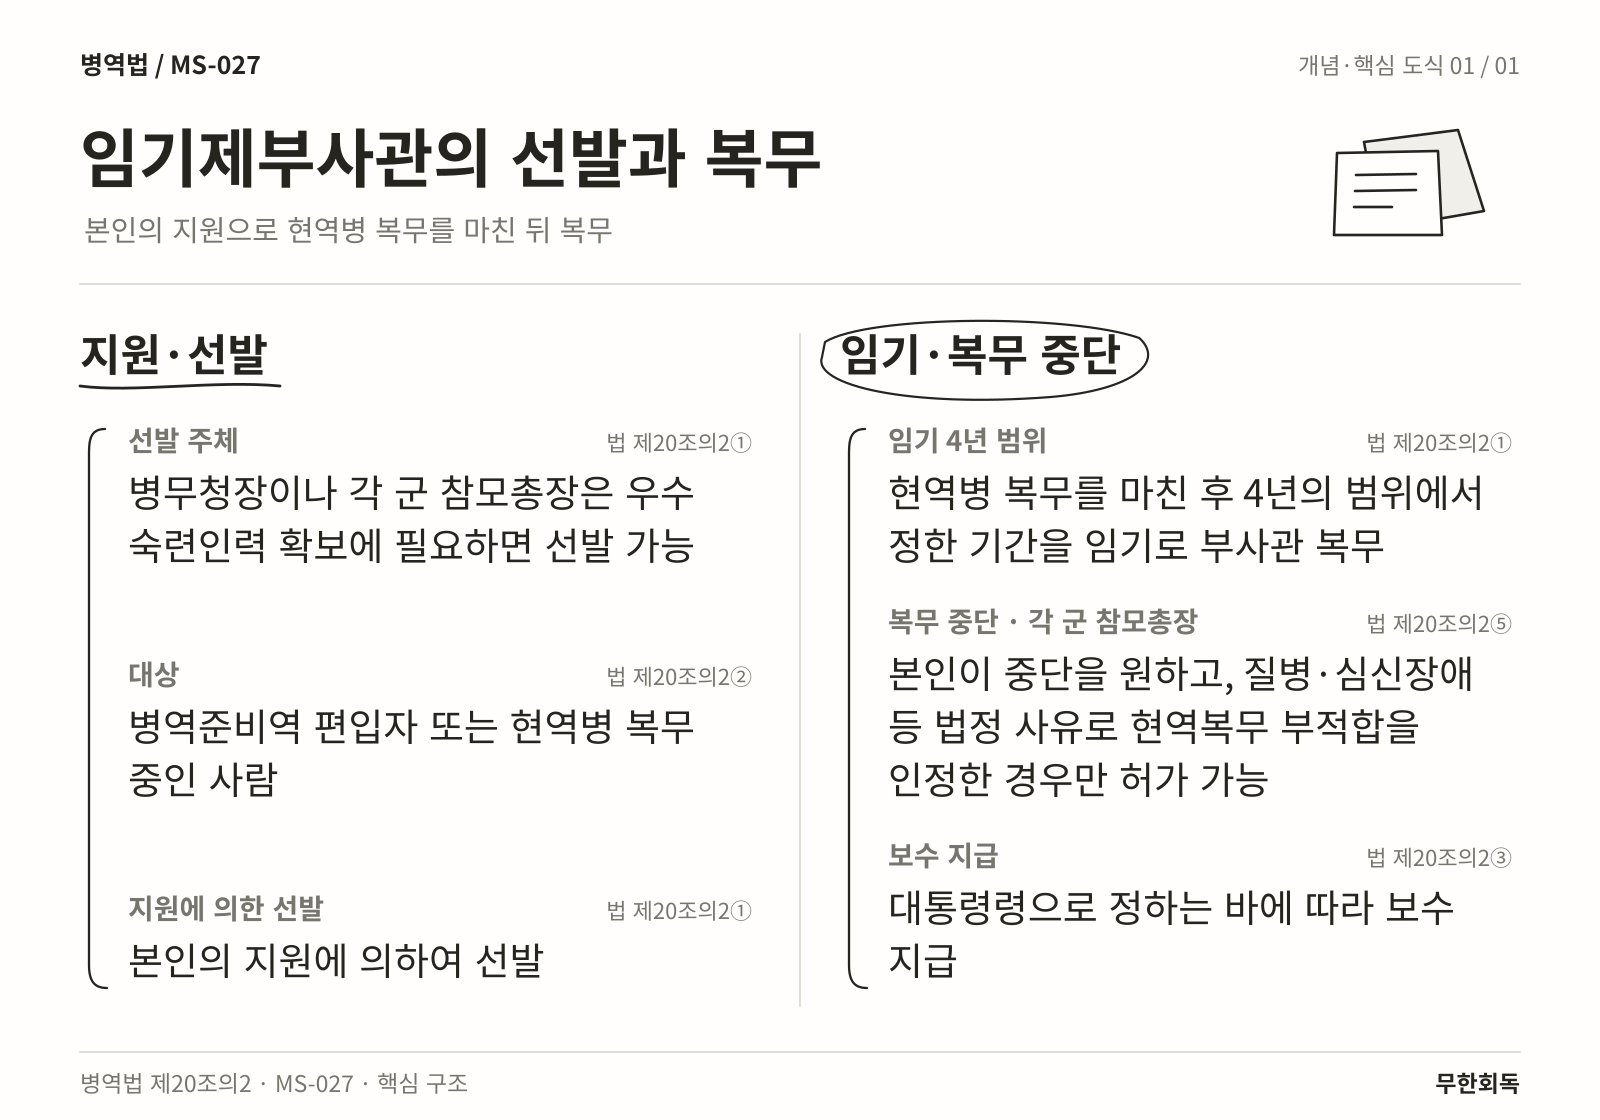 병역법 / MS-027
개념·핵심 도식 01 / 01
임기제부사관의 선발과 복무
본인의 지원으로 현역병 복무를 마친 뒤 복무
지원·선발
선발 주체 법 제20조의2①
병무청장이나 각 군 참모총장은 우수
숙련인력 확보에 필요하면 선발 가능
대상 법 제20조의2②
병역준비역 편입자 또는 현역병 복무
중인 사람
지원에 의한 선발 법 제20조의2①
본인의 지원에 의하여 선발
임기·복무 중단
임기 4년 범위 법 제20조의2①
현역병 복무를 마친 후 4년의 범위에서
정한 기간을 임기로 부사관 복무
복무 중단 · 각 군 참모총장 법 제20조의2⑤
본인이 중단을 원하고, 질병·심신장애
등 법정 사유로 현역복무 부적합을
인정한 경우만 허가 가능
보수 지급 법 제20조의2③
대통령령으로 정하는 바에 따라 보수
지급
병역법 제20조의2 · MS-027 · 핵심 구조
무한회독